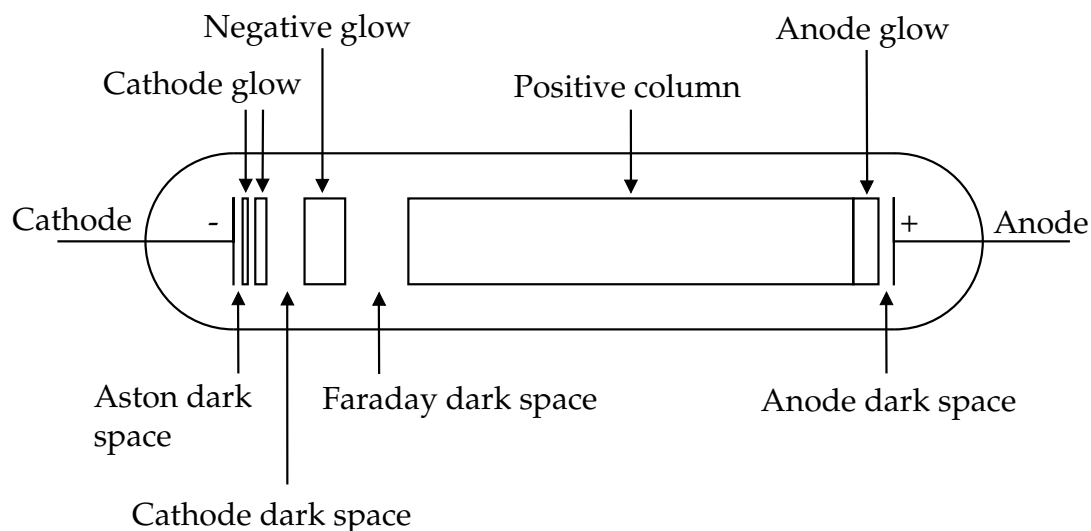 Negative glow
Anode glow
Cathode glow
Positive column
Cathode
-
+
Anode
Aston dark
space
Faraday dark space
Anode dark space
Cathode dark space